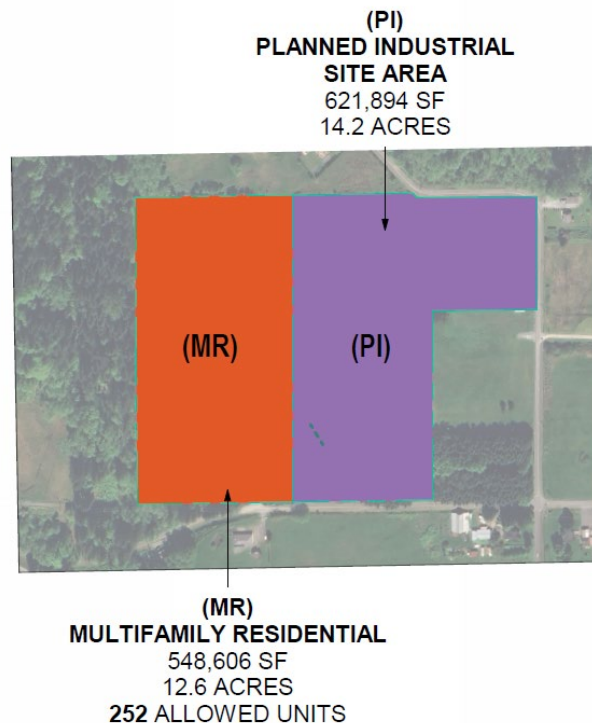 (PI)
PLANNED INDUSTRIAL
SITE AREA
621,894 SF
14.2 ACRES
(MR)
(PI)
(MR)
MULTIFAMILY RESIDENTIAL
548,606 SF
12.6 ACRES
252 ALLOWED UNITS